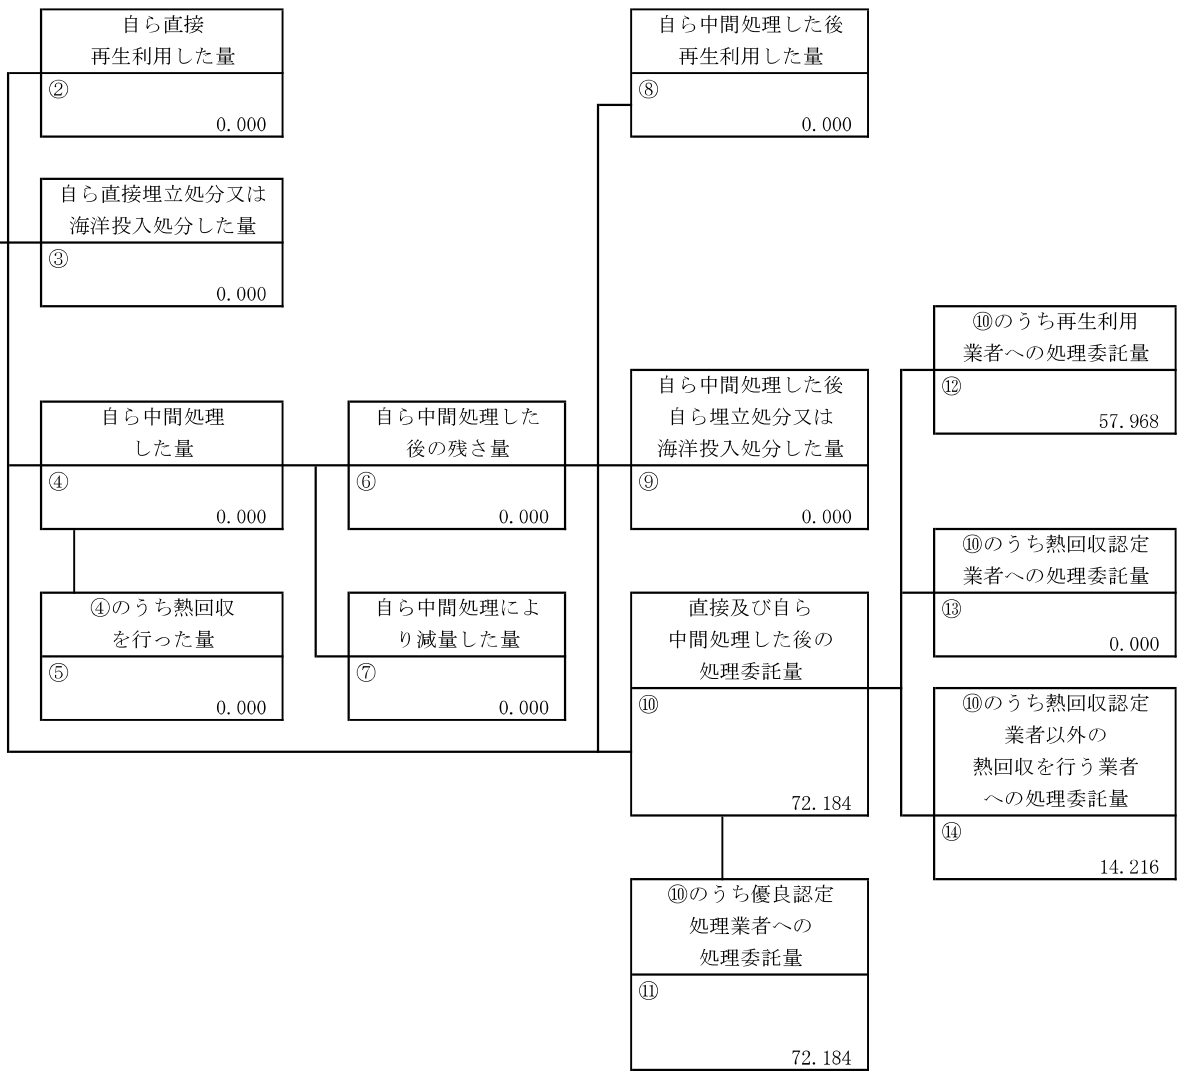 自ら直接
再生利用した量
②
0.000
自ら中間処理した後
再生利用した量
⑧
0.000
自ら直接埋立処分又は
海洋投入処分した量
③
0.000
⑩のうち再生利用
業者への処理委託量
⑫
57.968
自ら中間処理
した量
④
0.000
自ら中間処理した
後の残さ量
⑥
0.000
自ら中間処理した後
自ら埋立処分又は
海洋投入処分した量
⑨
0.000
⑩のうち熱回収認定
業者への処理委託量
⑬
0.000
④のうち熱回収
を行った量
⑤
0.000
自ら中間処理によ
り減量した量
⑦
0.000
直接及び自ら
中間処理した後の
処理委託量
⑩
72.184
⑩のうち熱回収認定
業者以外の
熱回収を行う業者
への処理委託量
⑭
14.216
⑩のうち優良認定
処理業者への
処理委託量
⑪
72.184